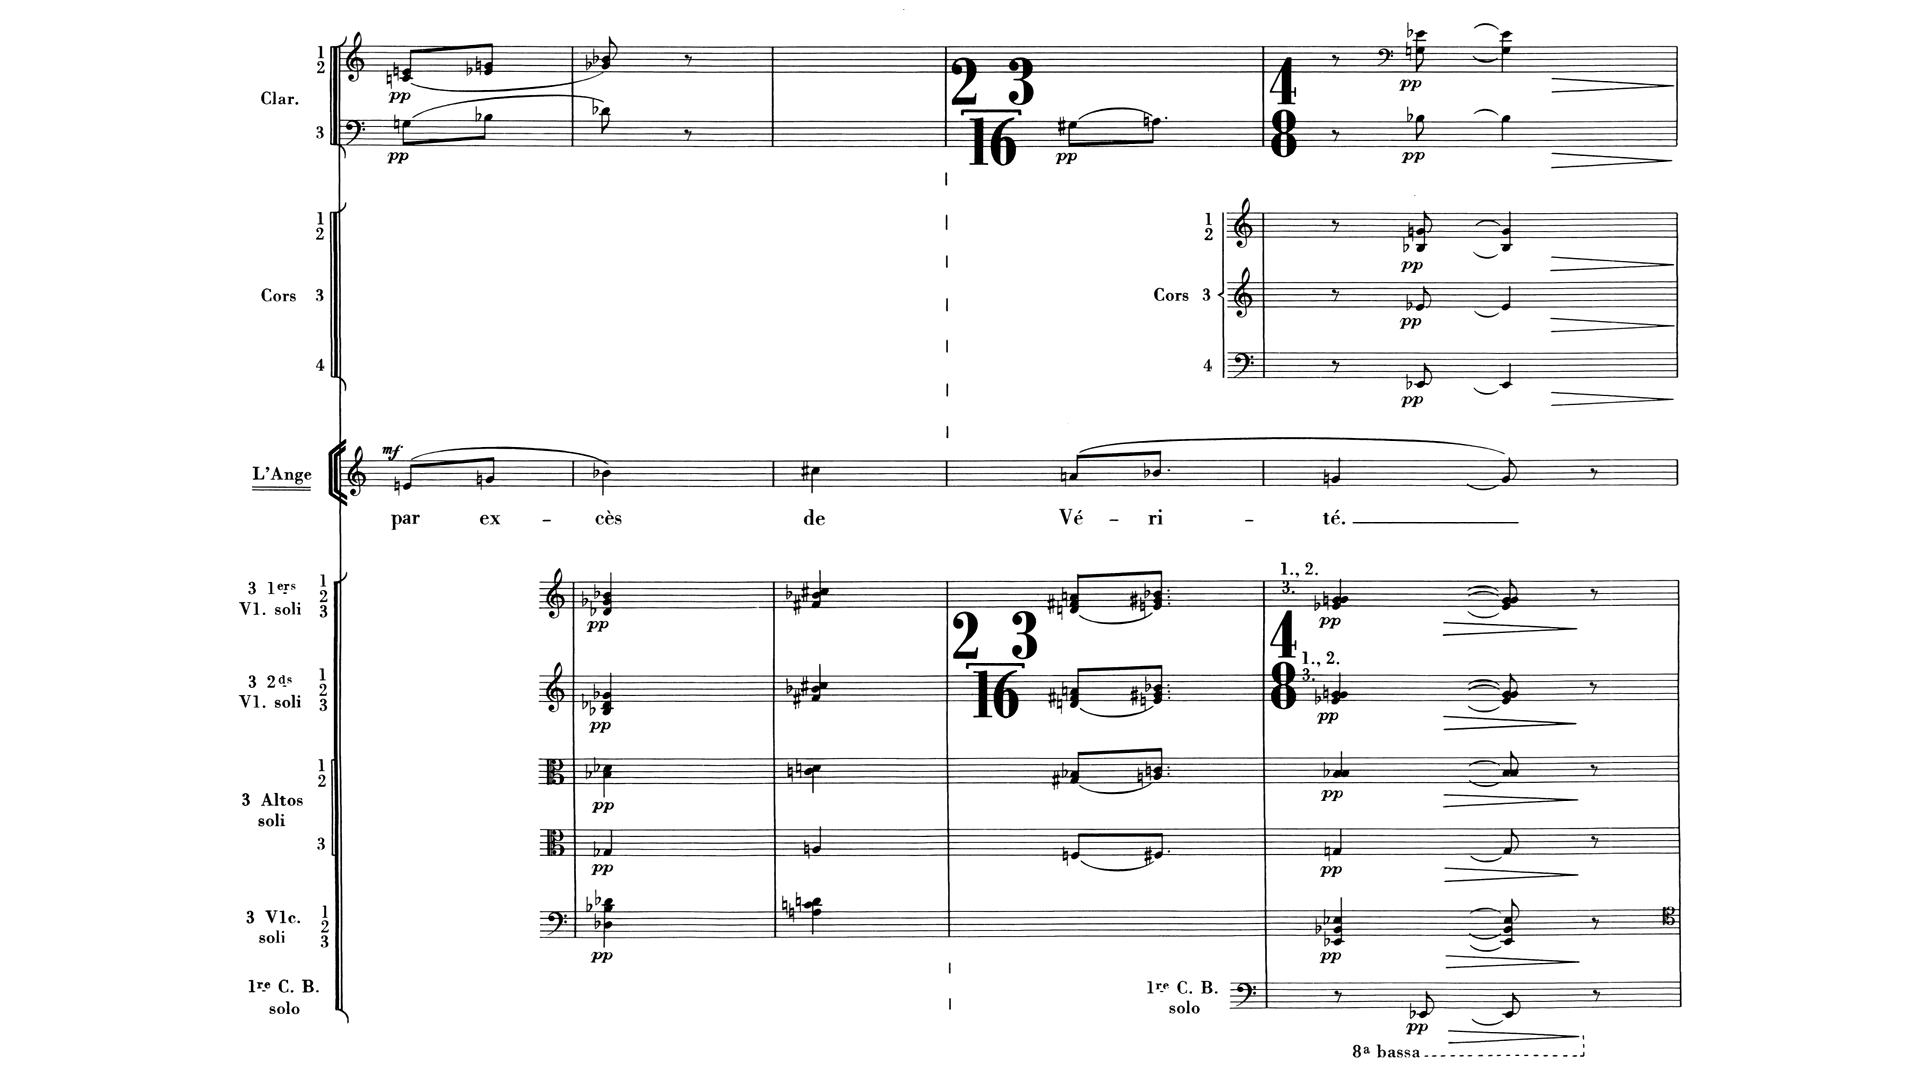 1
2
Clar.
pp
3
pp
2 3
16
pp
4
8
pp
pp
1
2
Cors 3
4
1
2
pp
Cors 3
pp
4
pp
mf
L'Ange
par ex - cès de Vé - ri - té.
3 1ers
Vl. soli
1
2
3
pp
2 3
16
1., 2.
3.
pp
4
8
3 2ds
Vl. soli
1
2
3
pp
1., 2.
3.
pp
3 Altos
soli
1
2
pp
pp
3
pp
pp
3 Vlc.
soli
1
2
3
pp
pp
1re C. B.
solo
1re C. B.
solo
pp
8a bassa